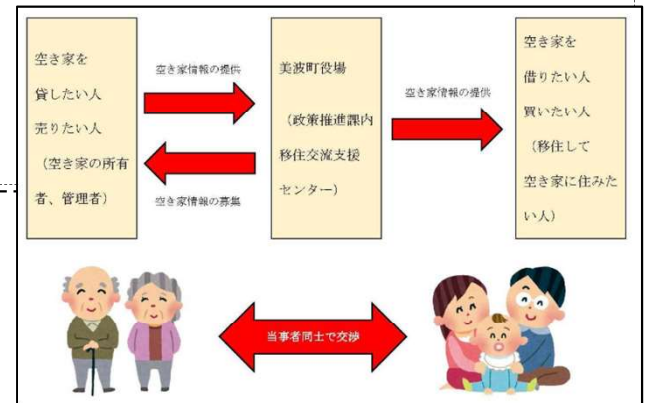 空き家を
貸したい人
売りたい人
（空き家の所有
者、管理者）
空き家情報の提供
空き家情報の募集
美波町役場
（政策推進課内
移住交流支援
センター）
空き家情報の提供
空き家を
借りたい人
買いたい人
（移住して
空き家に住みた
い人）
当事者同士で交渉